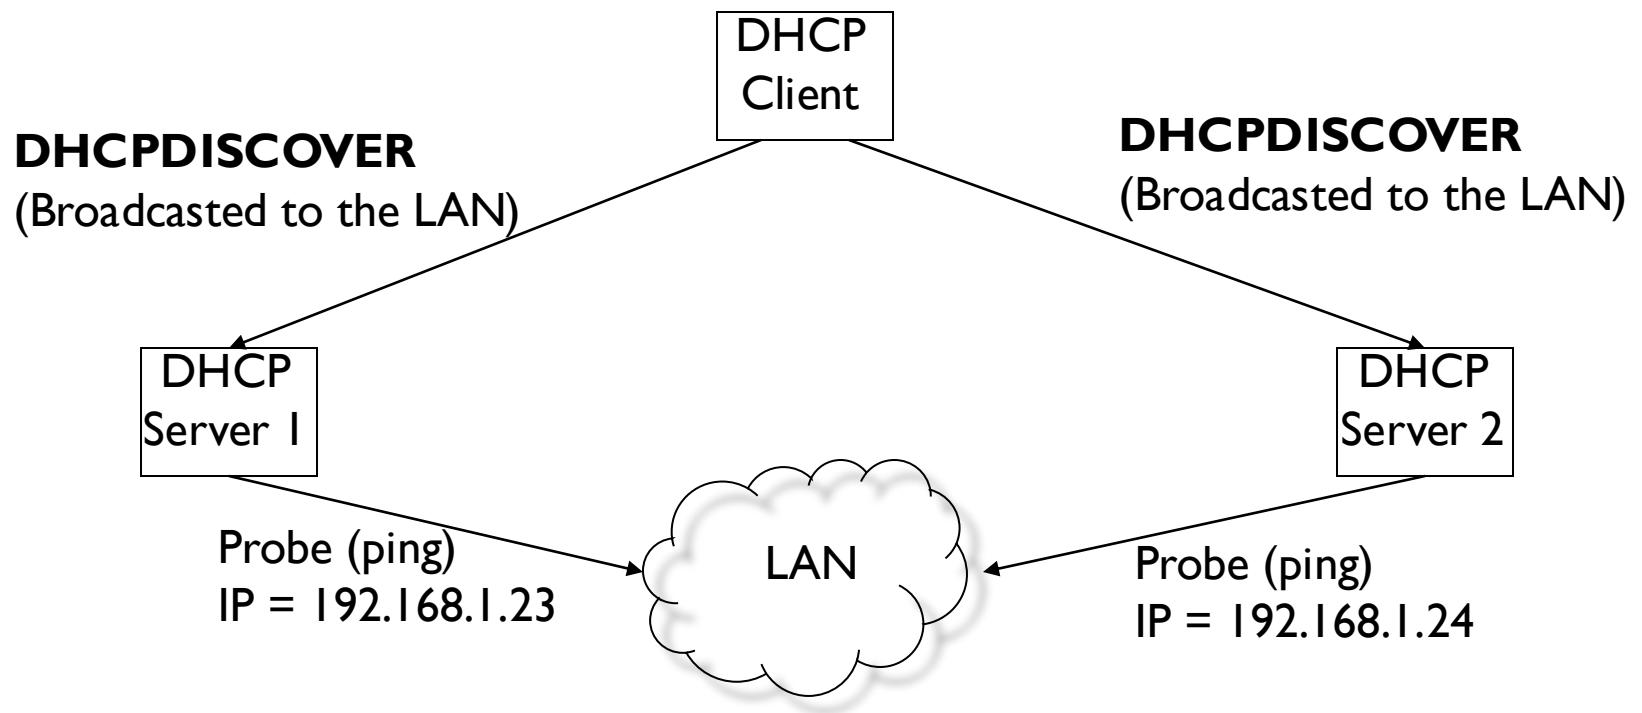 DHCP
Client
DHCPDISCOVER
(Broadcasted to the LAN)
DHCPDISCOVER
(Broadcasted to the LAN)
DHCP
Server 1
DHCP
Server 2
Probe (ping)
IP = 192.168.1.23
LAN
Probe (ping)
IP = 192.168.1.24